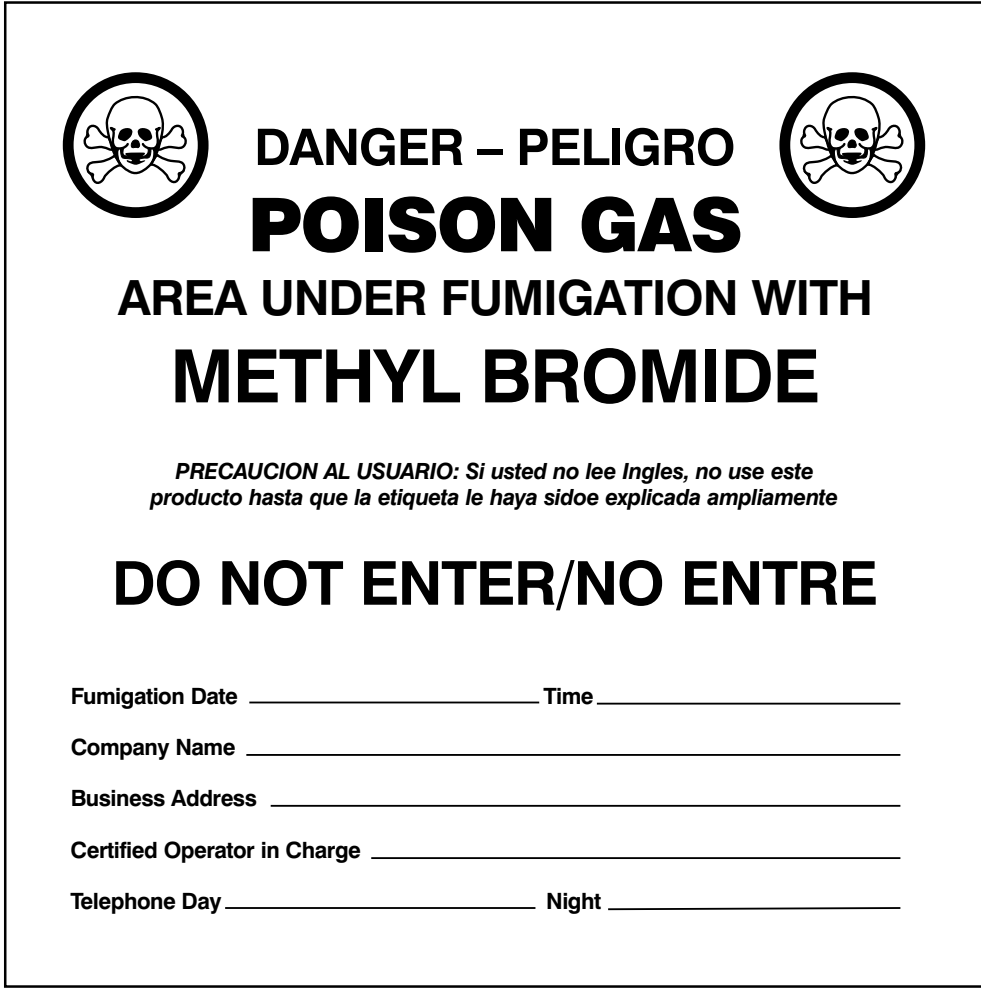 DANGER – PELIGRO
POISON GAS
AREA UNDER FUMIGATION WITH
METHYL BROMIDE
PRECAUCION AL USUARIO: Si usted no lee Ingles, no use este
producto hasta que la etiqueta le haya sidoe explicada ampliamente
DO NOT ENTER/NO ENTRE
Fumigation Date Time
Company Name
Business Address
Certified Operator in Charge
Telephone Day Night